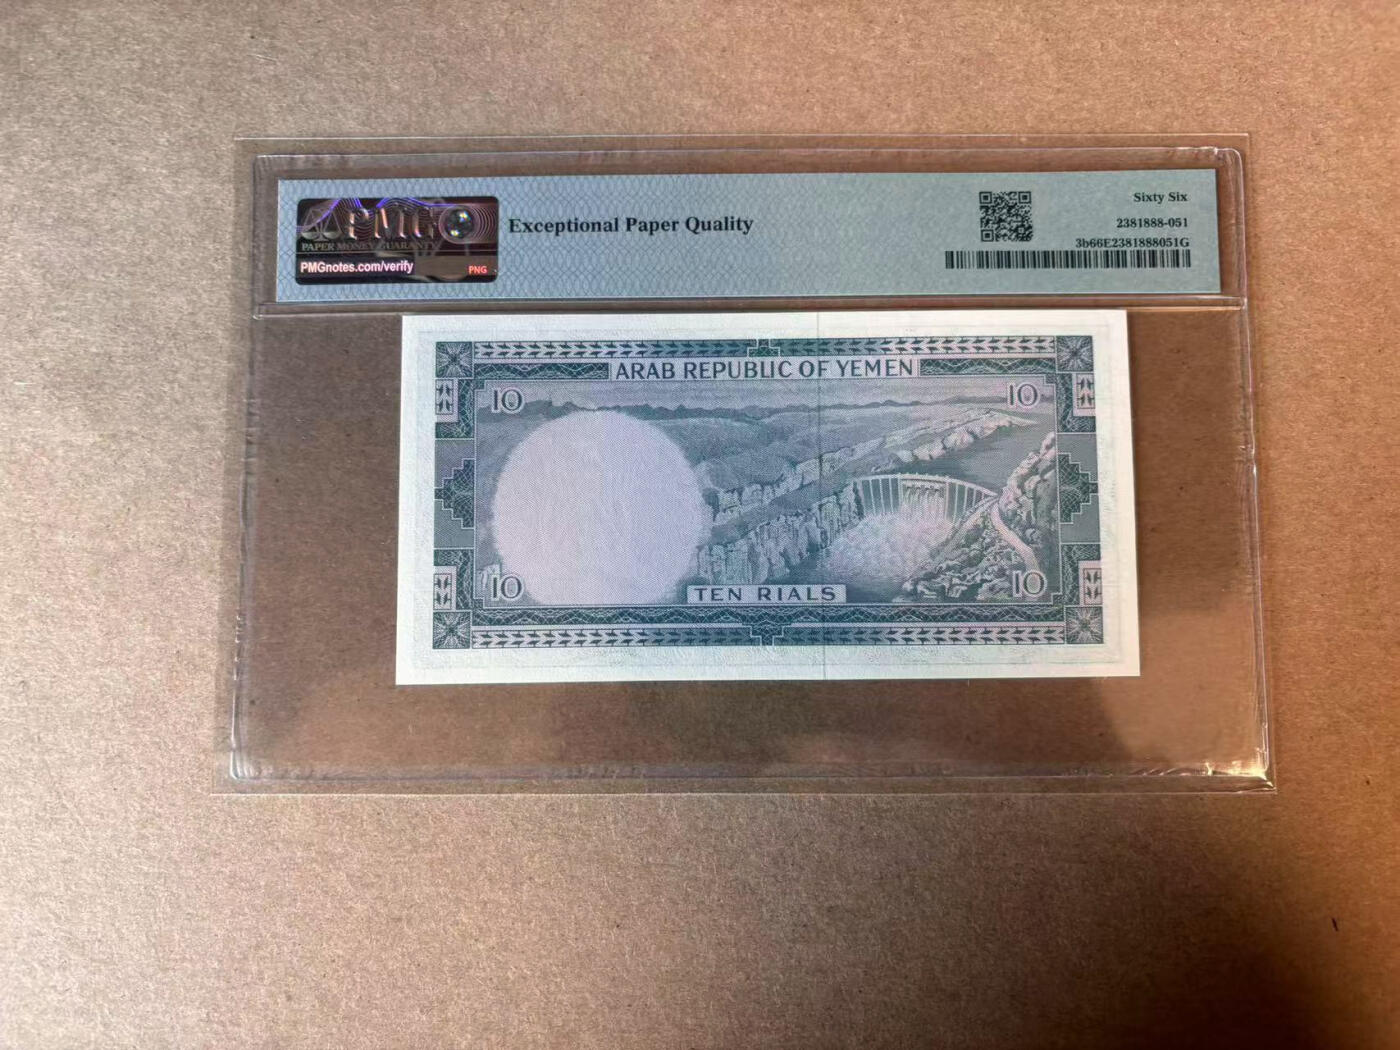 PMG
PAPER MONEY GUARANTY
PMGnotes.com/verify
PNG
Exceptional Paper Quality
Sixty Six
2381888-051
3b66E2381888051G
ARAB REPUBLIC OF YEMEN
10
10
10
TEN RIALS
10